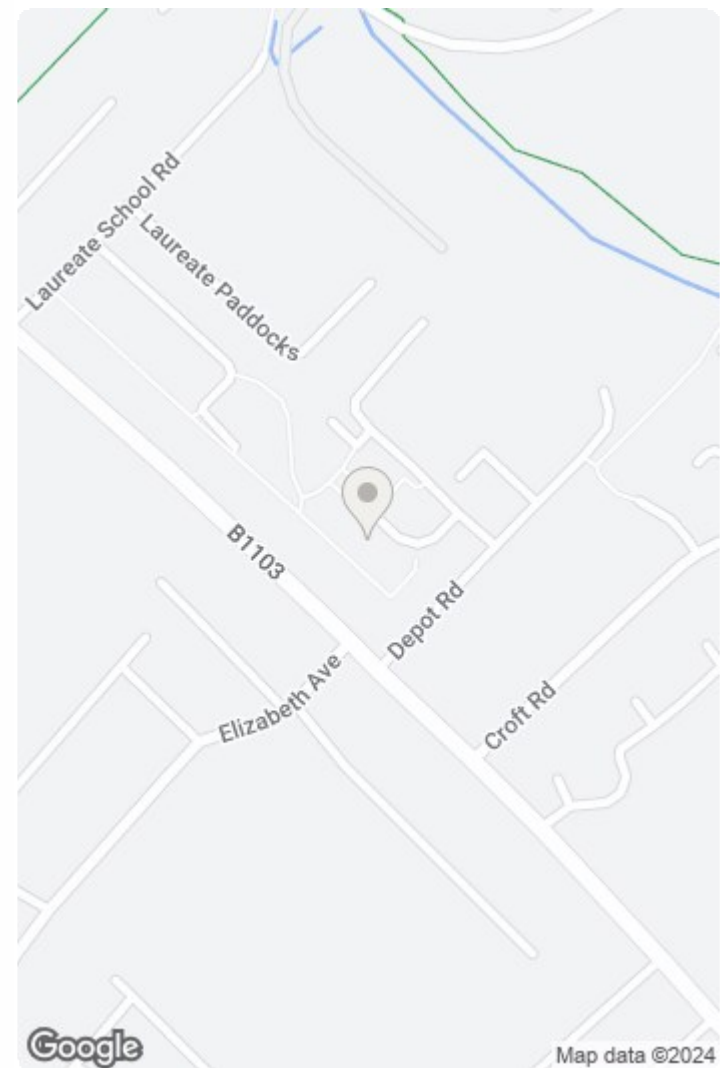 Laureate School Rd
Laureate Paddocks
B1103
Depot Rd
Elizabeth Ave
Croft Rd
Google
Map data ©2024